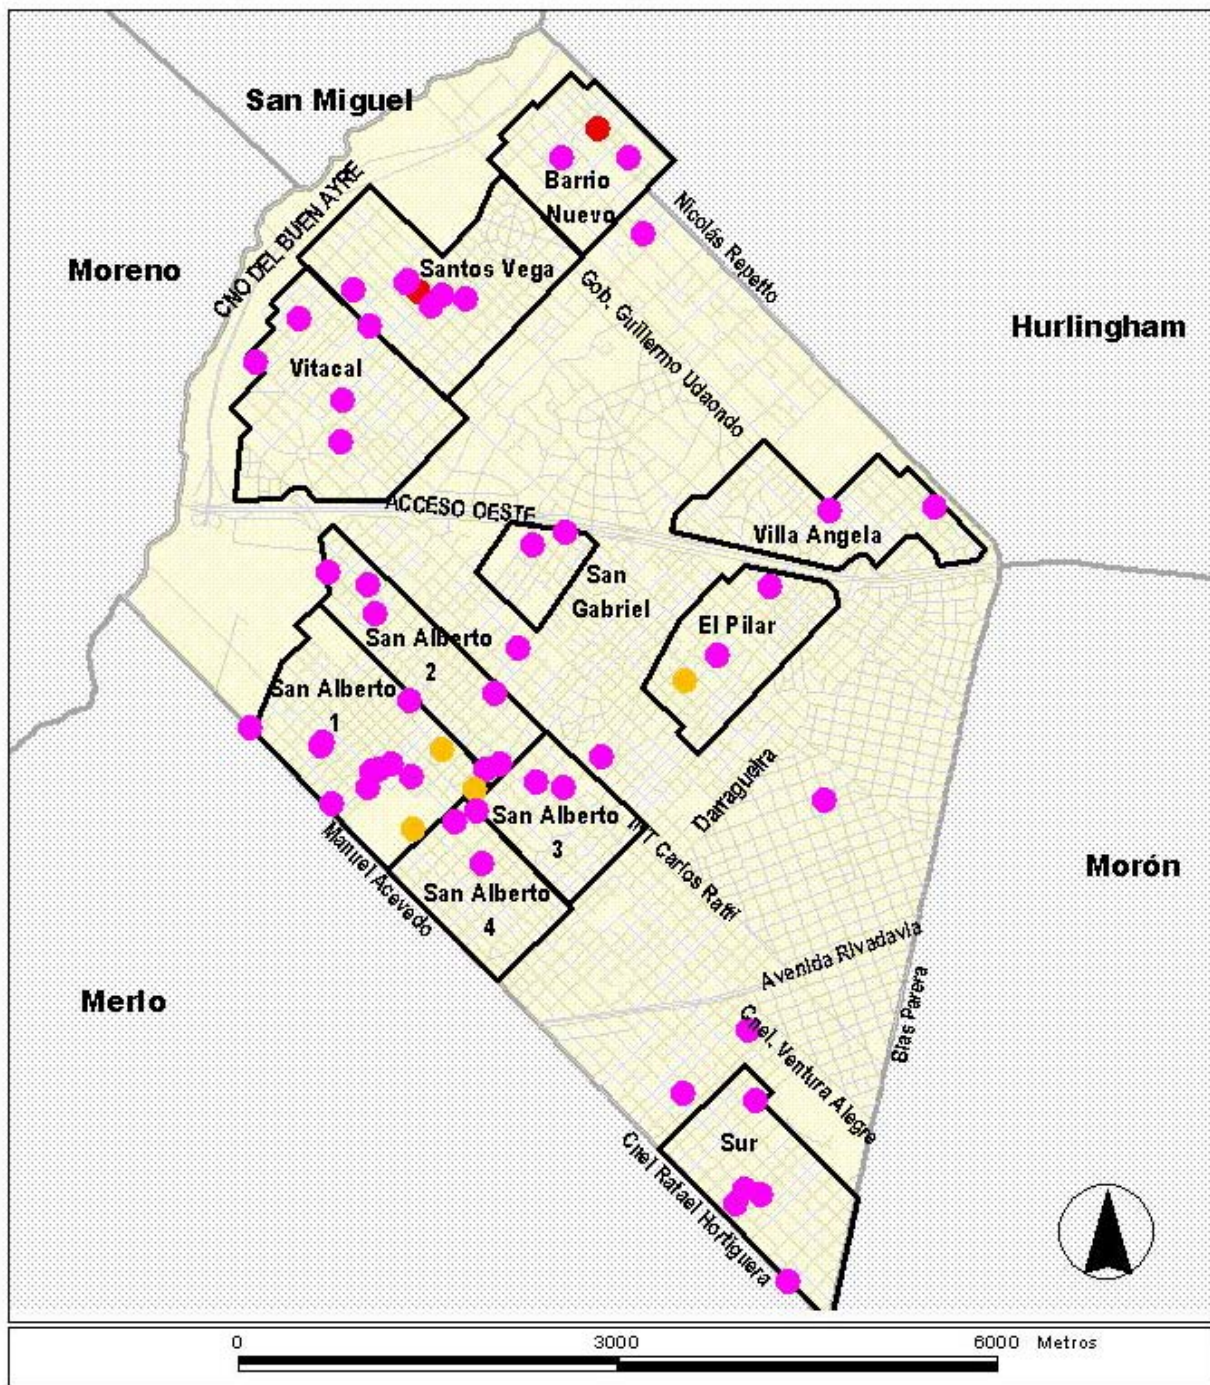 San Miguel
Barrio
Nuevo
CNO DEL BUEN AYRE
Nicolás Repetto
Moreno
Santos Vega
Gob. Guillermo Udaondo
Hurlingham
Vitacal
ACCESO OESTE
Villa Angela
San
Gabriel
El Pilar
San Alberto
2
San Alberto
1
Darragueira
San Alberto
3
INT Carlos Ratti
Manuel Acevedo
Morón
San Alberto
4
Avenida Rivadavia
Merlo
Blas Parera
Cnel. Ventura Alegre
Sur
Cnel Rafael Hortiguera
0 3000 6000 Metros